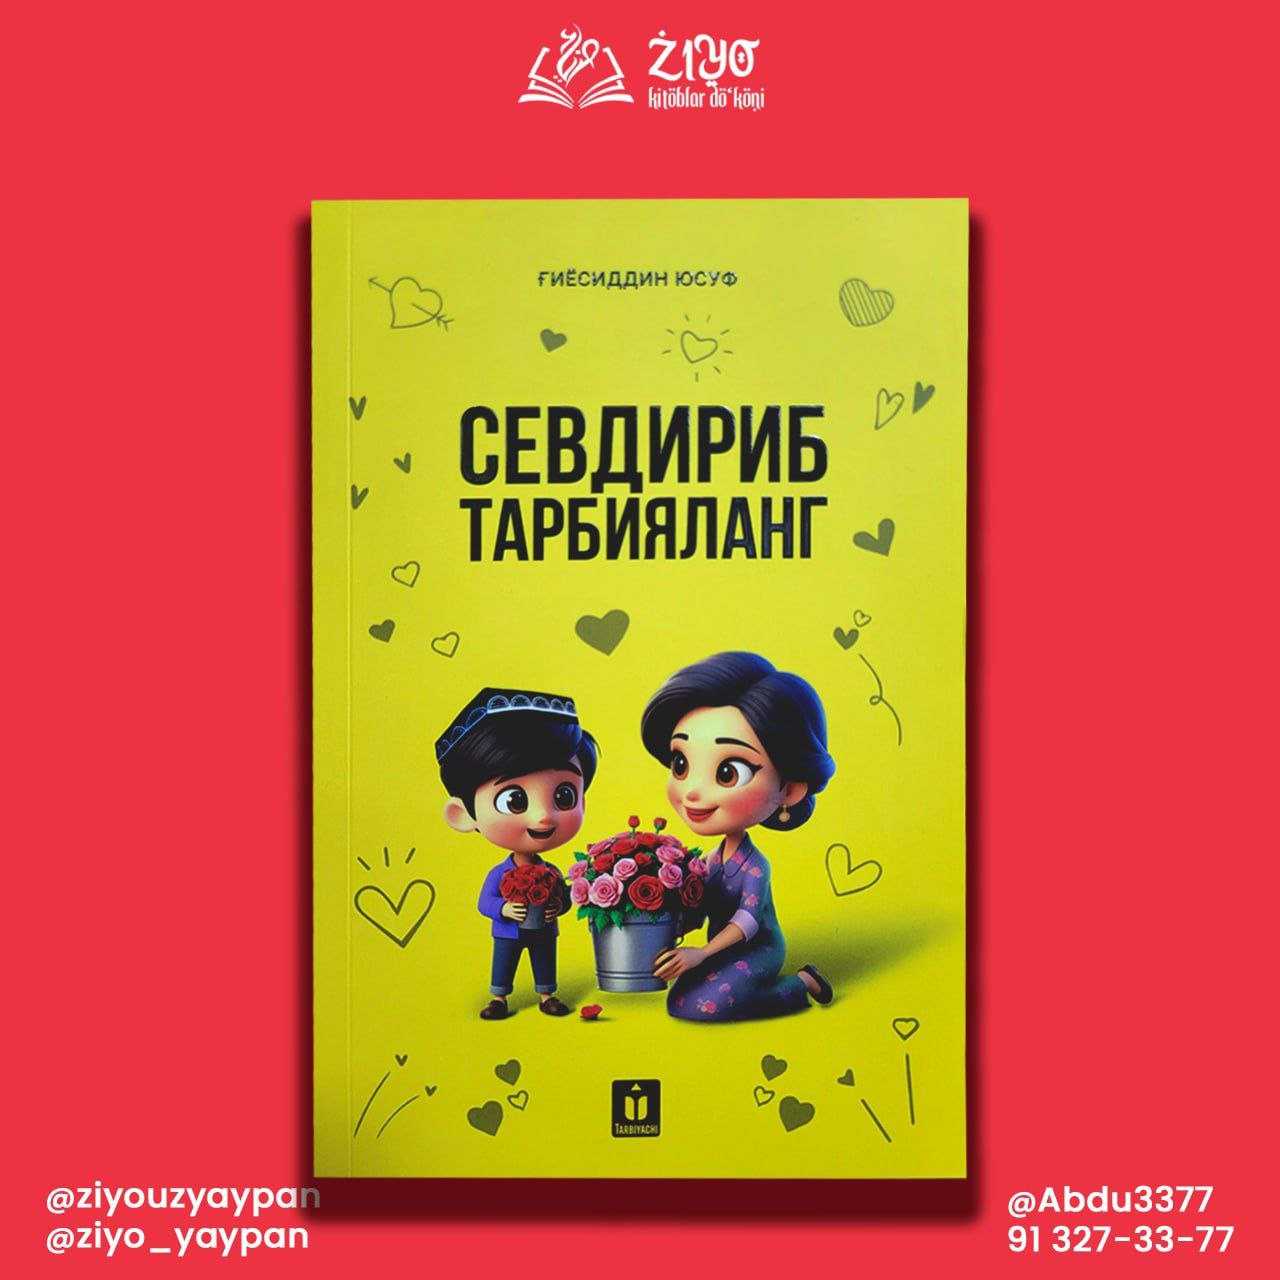 ZIYO
kitoblar do'koni
ҒИЁСИДДИН ЮСУФ
СЕВДИРИБ
ТАРБИЯЛАНГ
TARBIYACHI
@ziyouzyaypan
@ziyo_yaypan
@Abdu3377
91 327-33-77